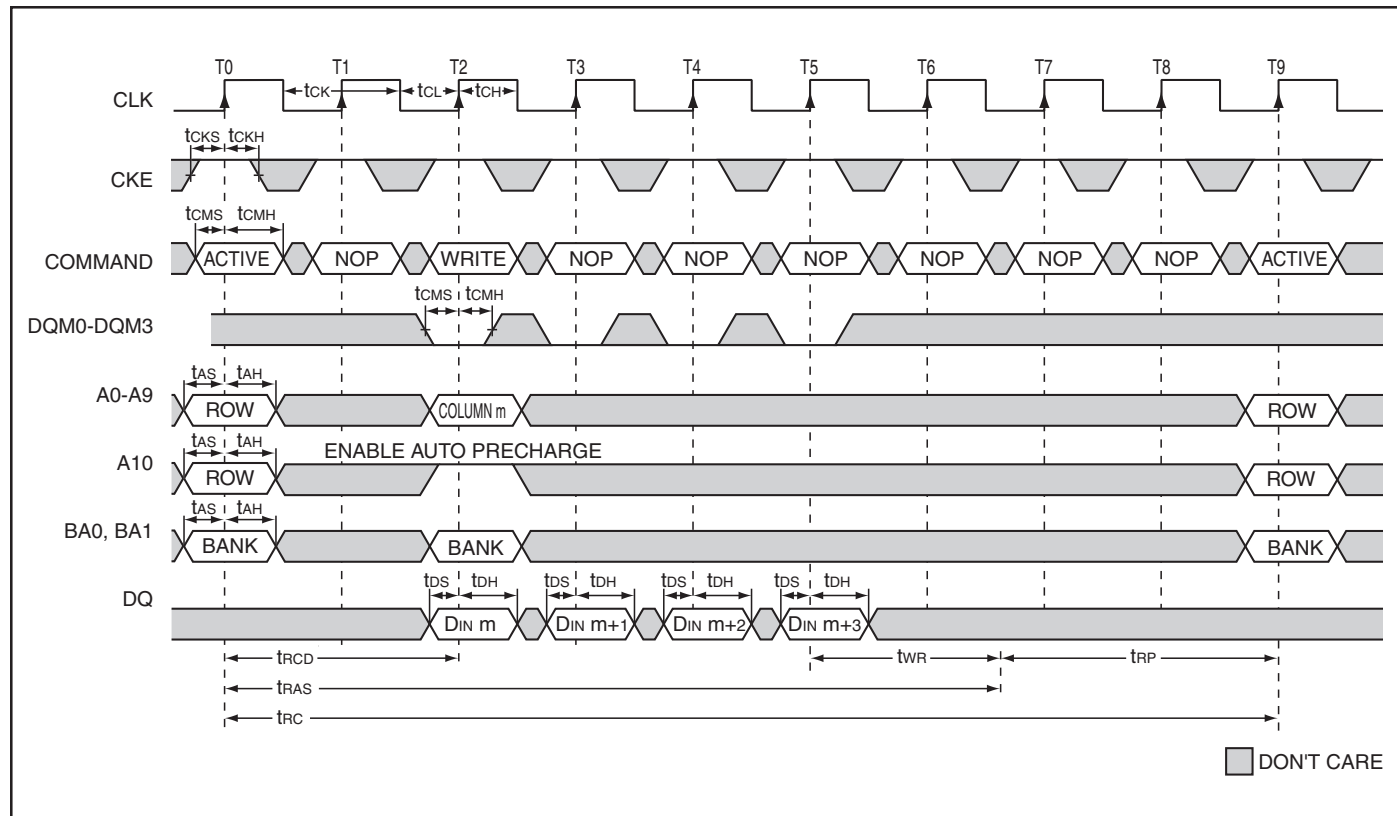 T0 T1 T2 T3 T4 T5 T6 T7 T8 T9
CLK tCK tCL tCH
tCKS tCKH
CKE
tCMS tCMH
COMMAND ACTIVE NOP WRITE NOP NOP NOP NOP NOP NOP ACTIVE
tCMS tCMH
DQM0-DQM3
tAS tAH
A0-A9 ROW COLUMN m ROW
tAS tAH ENABLE AUTO PRECHARGE
A10 ROW ROW
tAS tAH
BA0, BA1 BANK BANK BANK
tDS tDH tDS tDH tDS tDH tDS tDH
DQ DIN m DIN m+1 DIN m+2 DIN m+3
tRCD tWR tRP
tRAS
tRC
DON'T CARE